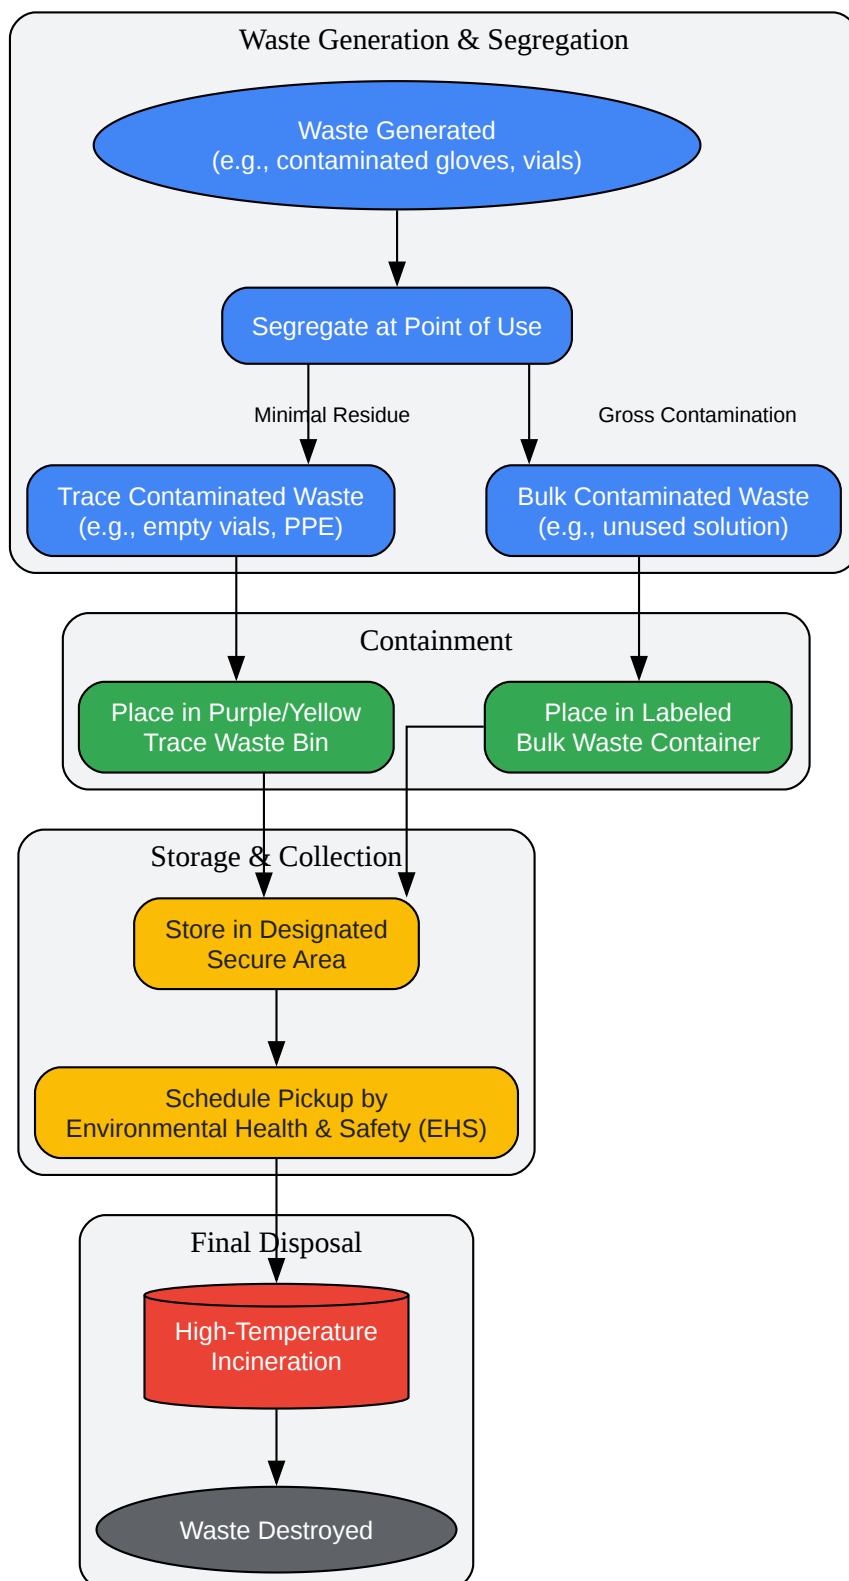 Waste Generation & Segregation
Waste Generated
(e.g., contaminated gloves, vials)
Segregate at Point of Use
Minimal Residue
Gross Contamination
Trace Contaminated Waste
(e.g., empty vials, PPE)
Bulk Contaminated Waste
(e.g., unused solution)
Containment
Place in Purple/Yellow
Trace Waste Bin
Place in Labeled
Bulk Waste Container
Storage & Collection
Store in Designated
Secure Area
Schedule Pickup by
Environmental Health & Safety (EHS)
Final Disposal
High-Temperature
Incineration
Waste Destroyed